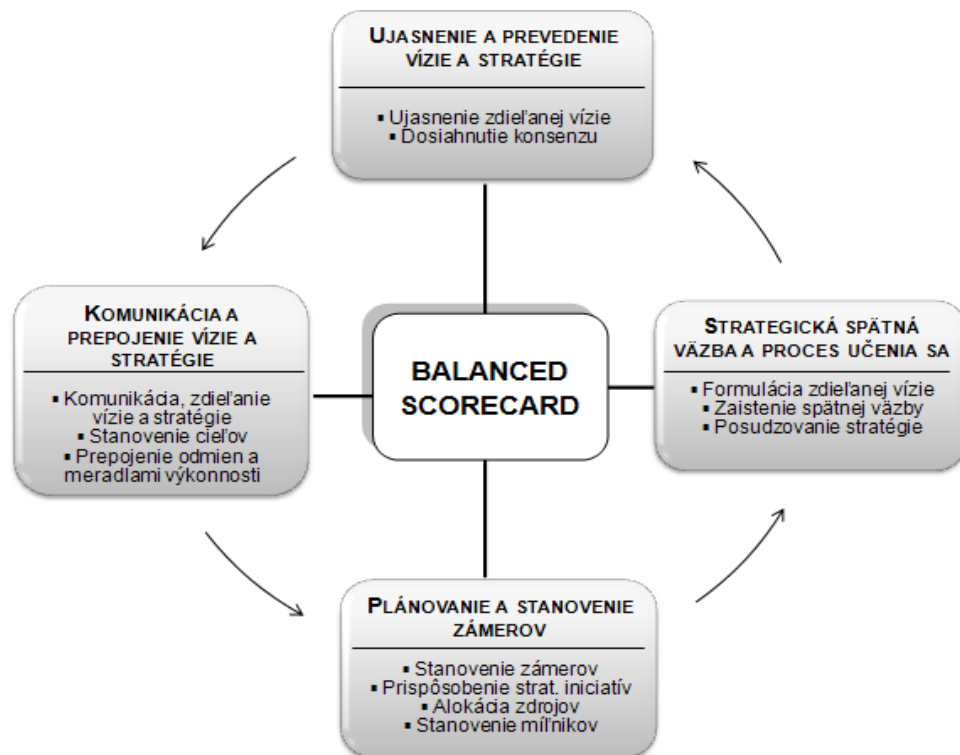 UJASNENIE A PREVEDENIE
VÍZIE A STRATÉGIE
▪ Ujasnenie zdieľanej vízie
▪ Dosiahnutie konsenzu
KOMUNIKÁCIA A
PREPOJENIE VÍZIE A
STRATÉGIE
▪ Komunikácia, zdieľanie
vízie a stratégie
▪ Stanovenie cieľov
▪ Prepojenie odmien a
meradlami výkonnosti
BALANCED
SCORECARD
STRATEGICKÁ SPÄTNÁ
VÄZBA A PROCES UČENIA SA
▪ Formulácia zdieľanej vízie
▪ Zaistenie spätnej väzby
▪ Posudzovanie stratégie
PLÁNOVANIE A STANOVENIE
ZÁMEROV
▪ Stanovenie zámerov
▪ Prispôsobenie strat. iniciatív
▪ Alokácia zdrojov
▪ Stanovenie míľnikov